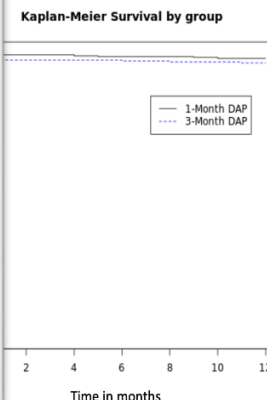 Kaplan-Meier Survival by group
1-Month DAP
3-Month DAP
2 4 6 8 10 12
Time in months